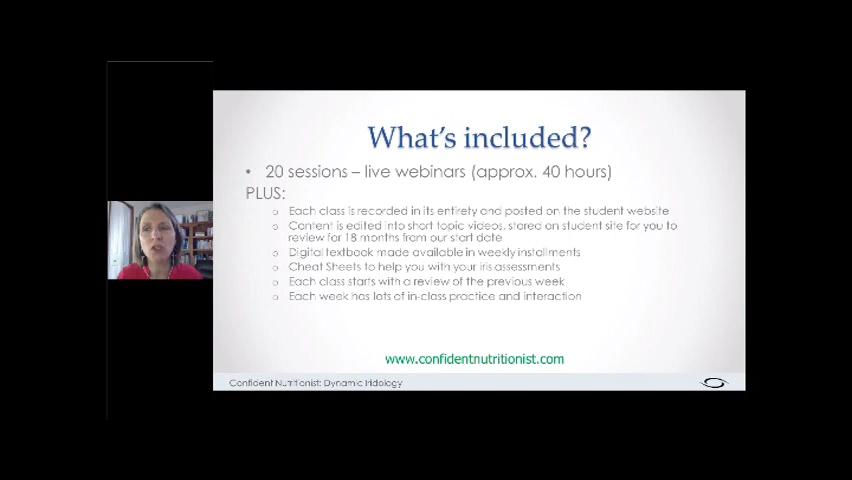 What's included?
• 20 sessions – live webinars (approx. 40 hours)
PLUS:
o Each class is recorded in its entirety and posted on the student website
o Content is edited into short topic videos, stored on student site for you to
review for 18 months from our start date
o Digital textbook made available in weekly installments
o Cheat Sheets to help you with your iris assessments
o Each class starts with a review of the previous week
o Each week has lots of in-class practice and interaction
www.confidentnutritionist.com
Confident Nutritionist: Dynamic Iridology